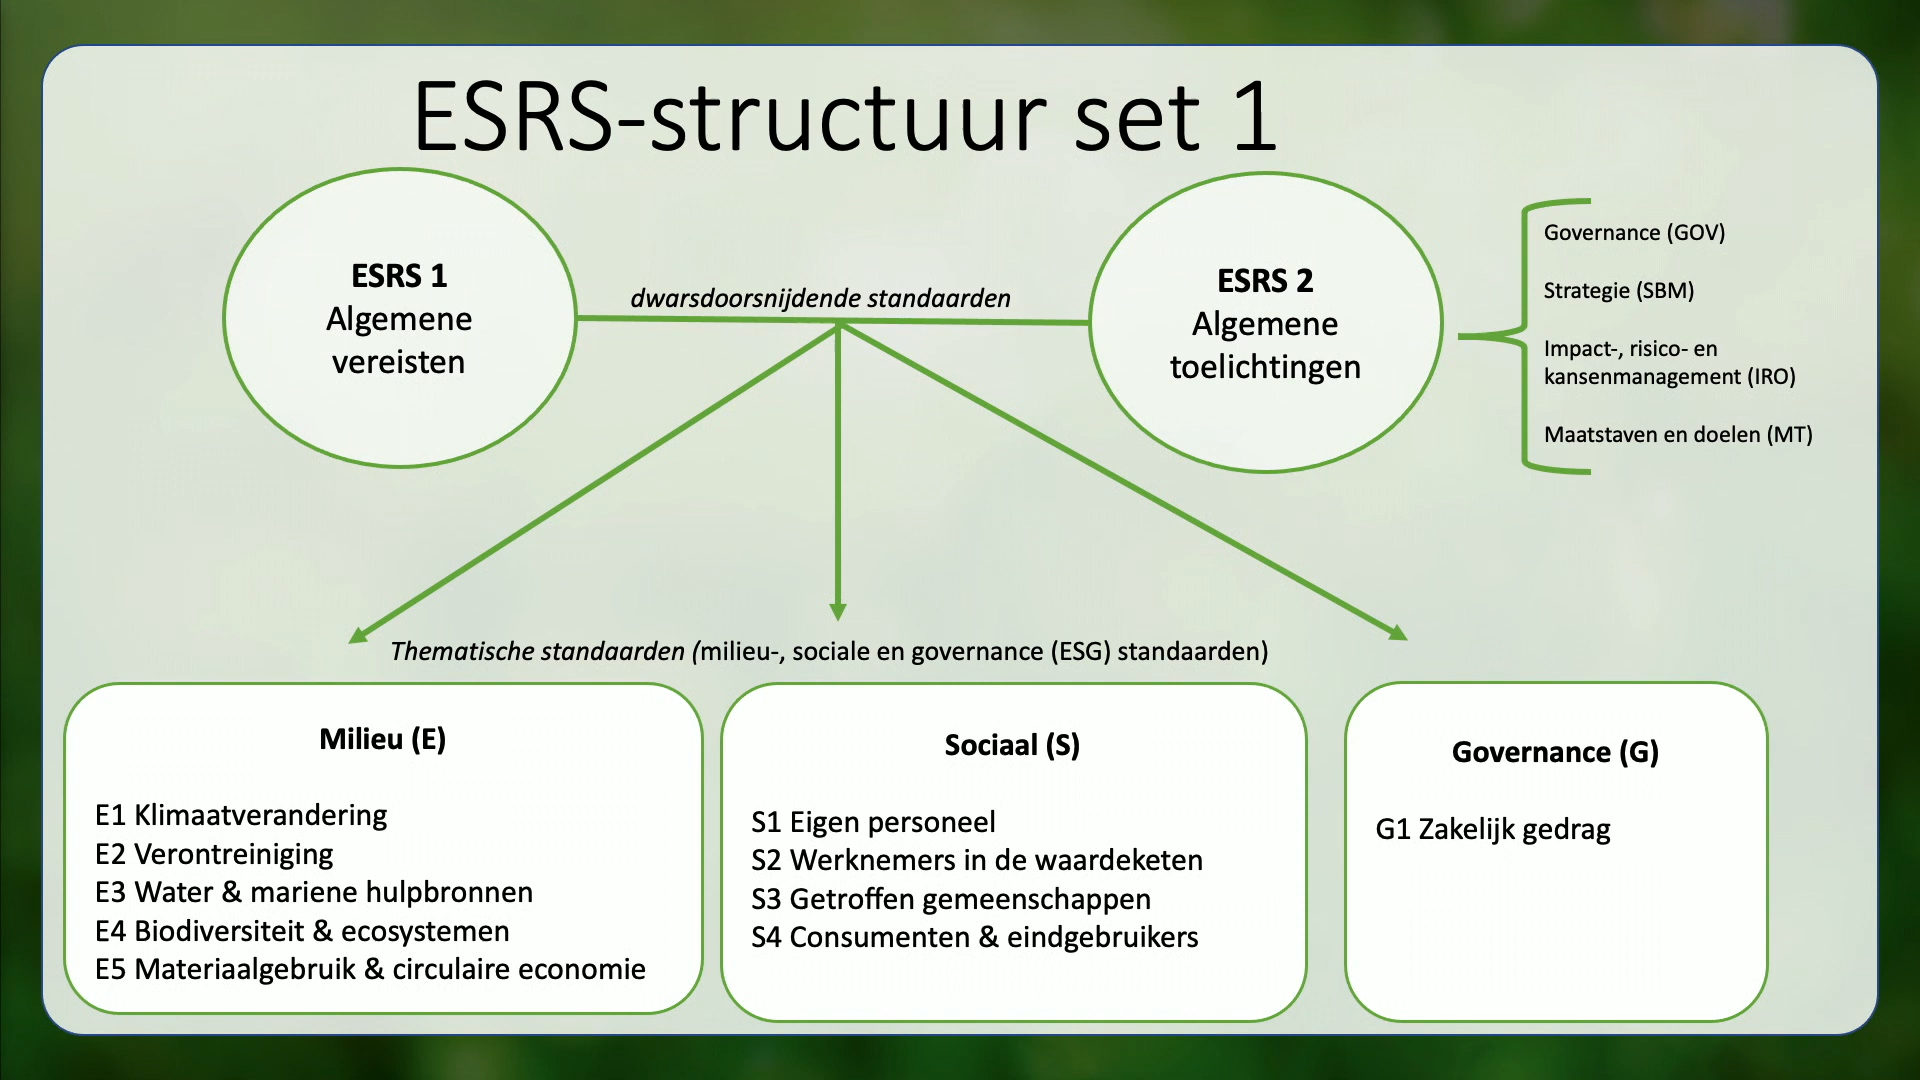 ESRS-structuur set 1
ESRS 1
Algemene
vereisten
dwarsdoorsnijdende standaarden
ESRS 2
Algemene
toelichtingen
Governance (GOV)
Strategie (SBM)
Impact-, risico- en
kansenmanagement (IRO)
Maatstaven en doelen (MT)
Thematische standaarden (milieu-, sociale en governance (ESG) standaarden)
Milieu (E)
E1 Klimaatverandering
E2 Verontreiniging
E3 Water & mariene hulpbronnen
E4 Biodiversiteit & ecosystemen
E5 Materiaalgebruik & circulaire economie
Sociaal (S)
S1 Eigen personeel
S2 Werknemers in de waardeketen
S3 Getroffen gemeenschappen
S4 Consumenten & eindgebruikers
Governance (G)
G1 Zakelijk gedrag